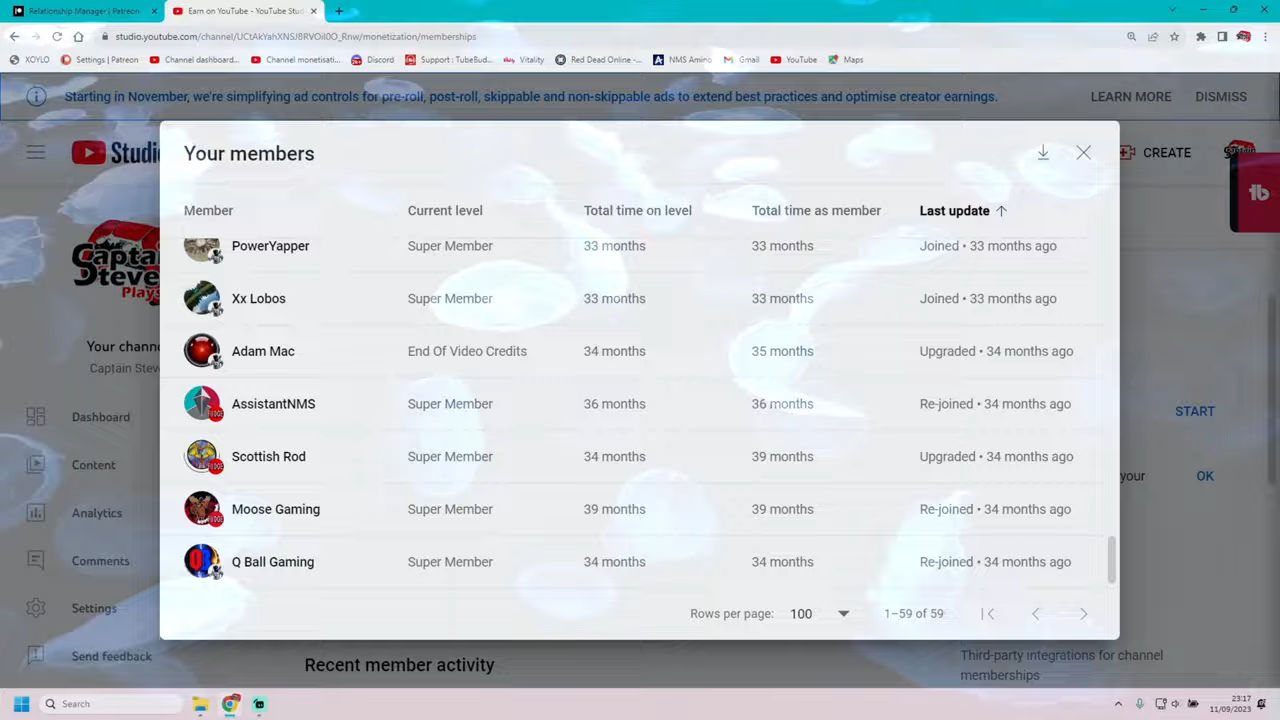 Relationship Manager | Patreon
Earn on YouTube - YouTube Stud
studio.youtube.com/channel/UCtAkYahXNSJ8RVOil0O_Rnw/monetization/memberships
XOYLO Settings | Patreon Channel dashboard... Channel monetisati... Discord Support : TubeBud... Vitality Red Dead Online -... NMS Amino Gmail YouTube Maps
Starting in November, we're simplifying ad controls for pre-roll, post-roll, skippable and non-skippable ads to extend best practices and optimise creator earnings. LEARN MORE DISMISS
Studio
CREATE
Your members
Member Current level Total time on level Total time as member Last update
PowerYapper Super Member 33 months 33 months Joined • 33 months ago
Xx Lobos Super Member 33 months 33 months Joined • 33 months ago
Adam Mac End Of Video Credits 34 months 35 months Upgraded • 34 months ago
AssistantNMS Super Member 36 months 36 months Re-joined • 34 months ago
Scottish Rod Super Member 34 months 39 months Upgraded • 34 months ago
Moose Gaming Super Member 39 months 39 months Re-joined • 34 months ago
Q Ball Gaming Super Member 34 months 34 months Re-joined • 34 months ago
Rows per page: 100 1–59 of 59
Captain
Steve
Plays
Your chann
Captain Steve
Dashboard
Content
Analytics
Comments
Settings
Send feedback
START
your OK
Recent member activity
Third-party integrations for channel
memberships
Search
23:17
11/09/2023